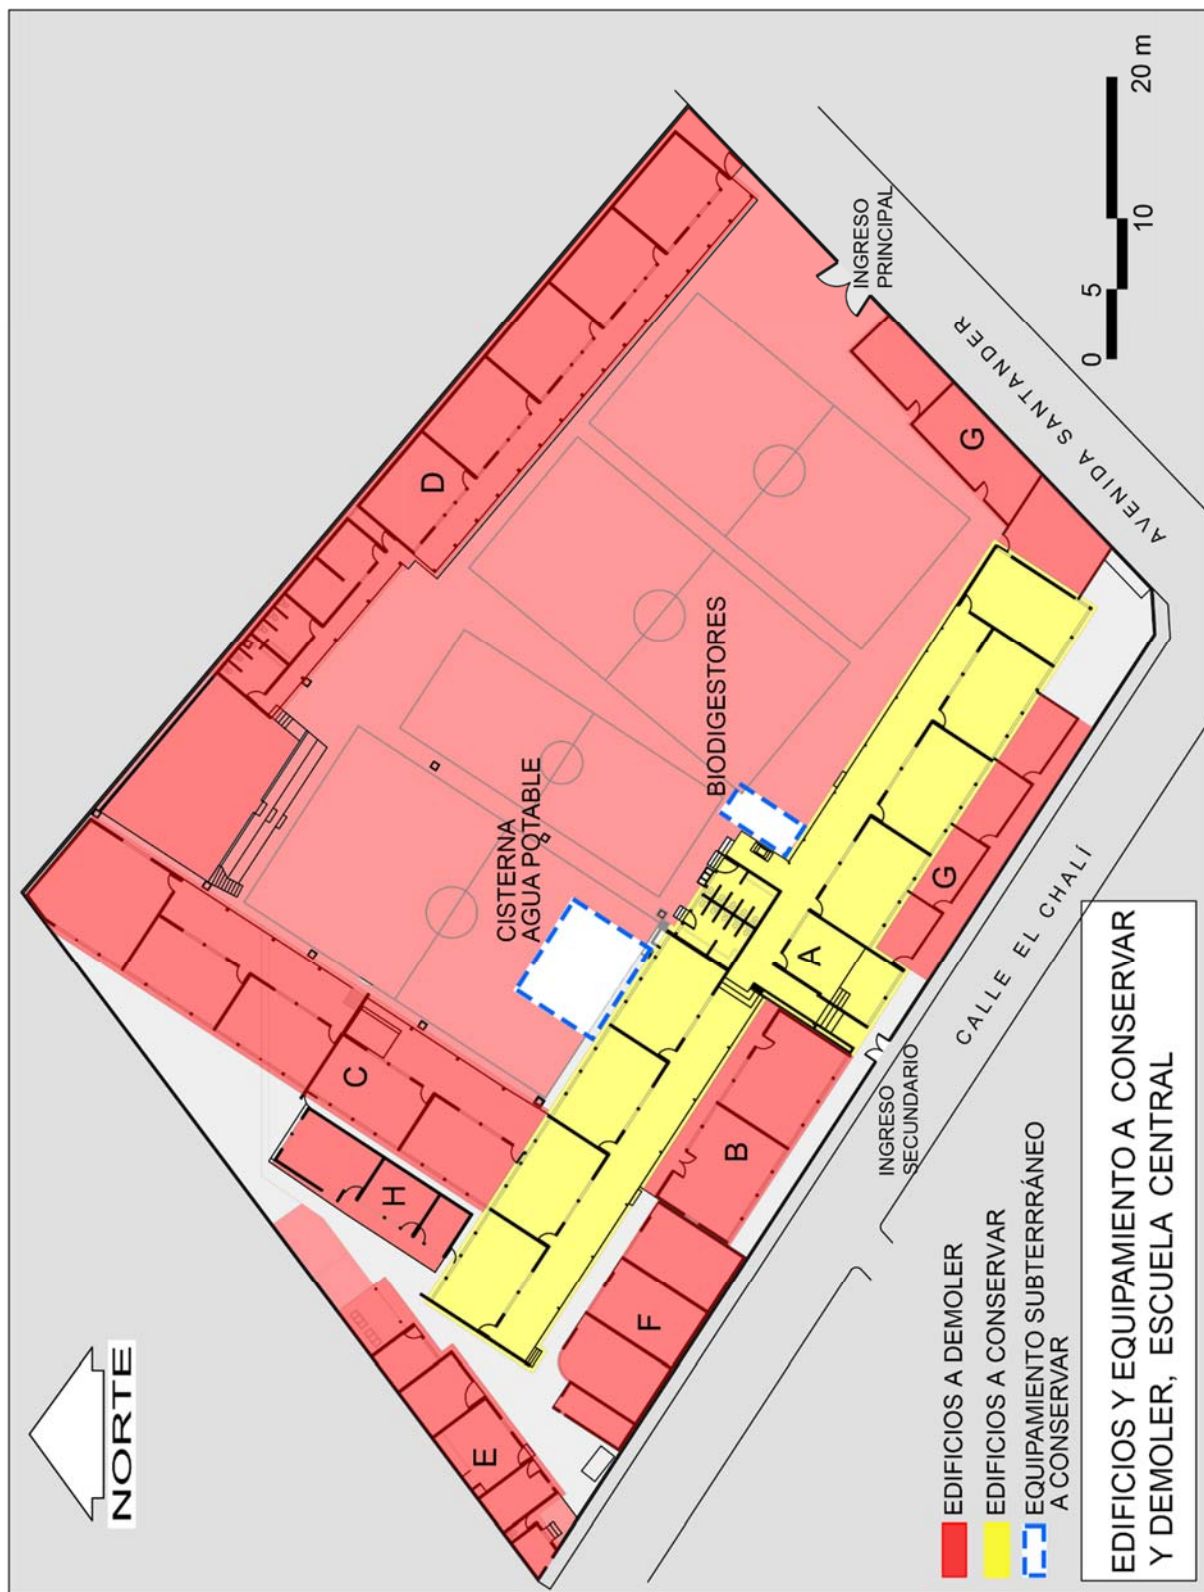 NORTE
D
C
H
E
CISTERNA
AGUA POTABLE
BIODIGESTORES
A
B
F
G
G
INGRESO
PRINCIPAL
INGRESO
SECUNDARIO
AVENIDA SANTANDER
CALLE EL CHALÍ
0
5
10
20 m
EDIFICIOS A DEMOLER
EDIFICIOS A CONSERVAR
EQUIPAMIENTO SUBTERRRÁNEO
A CONSERVAR
EDIFICIOS Y EQUIPAMIENTO A CONSERVAR
Y DEMOLER, ESCUELA CENTRAL